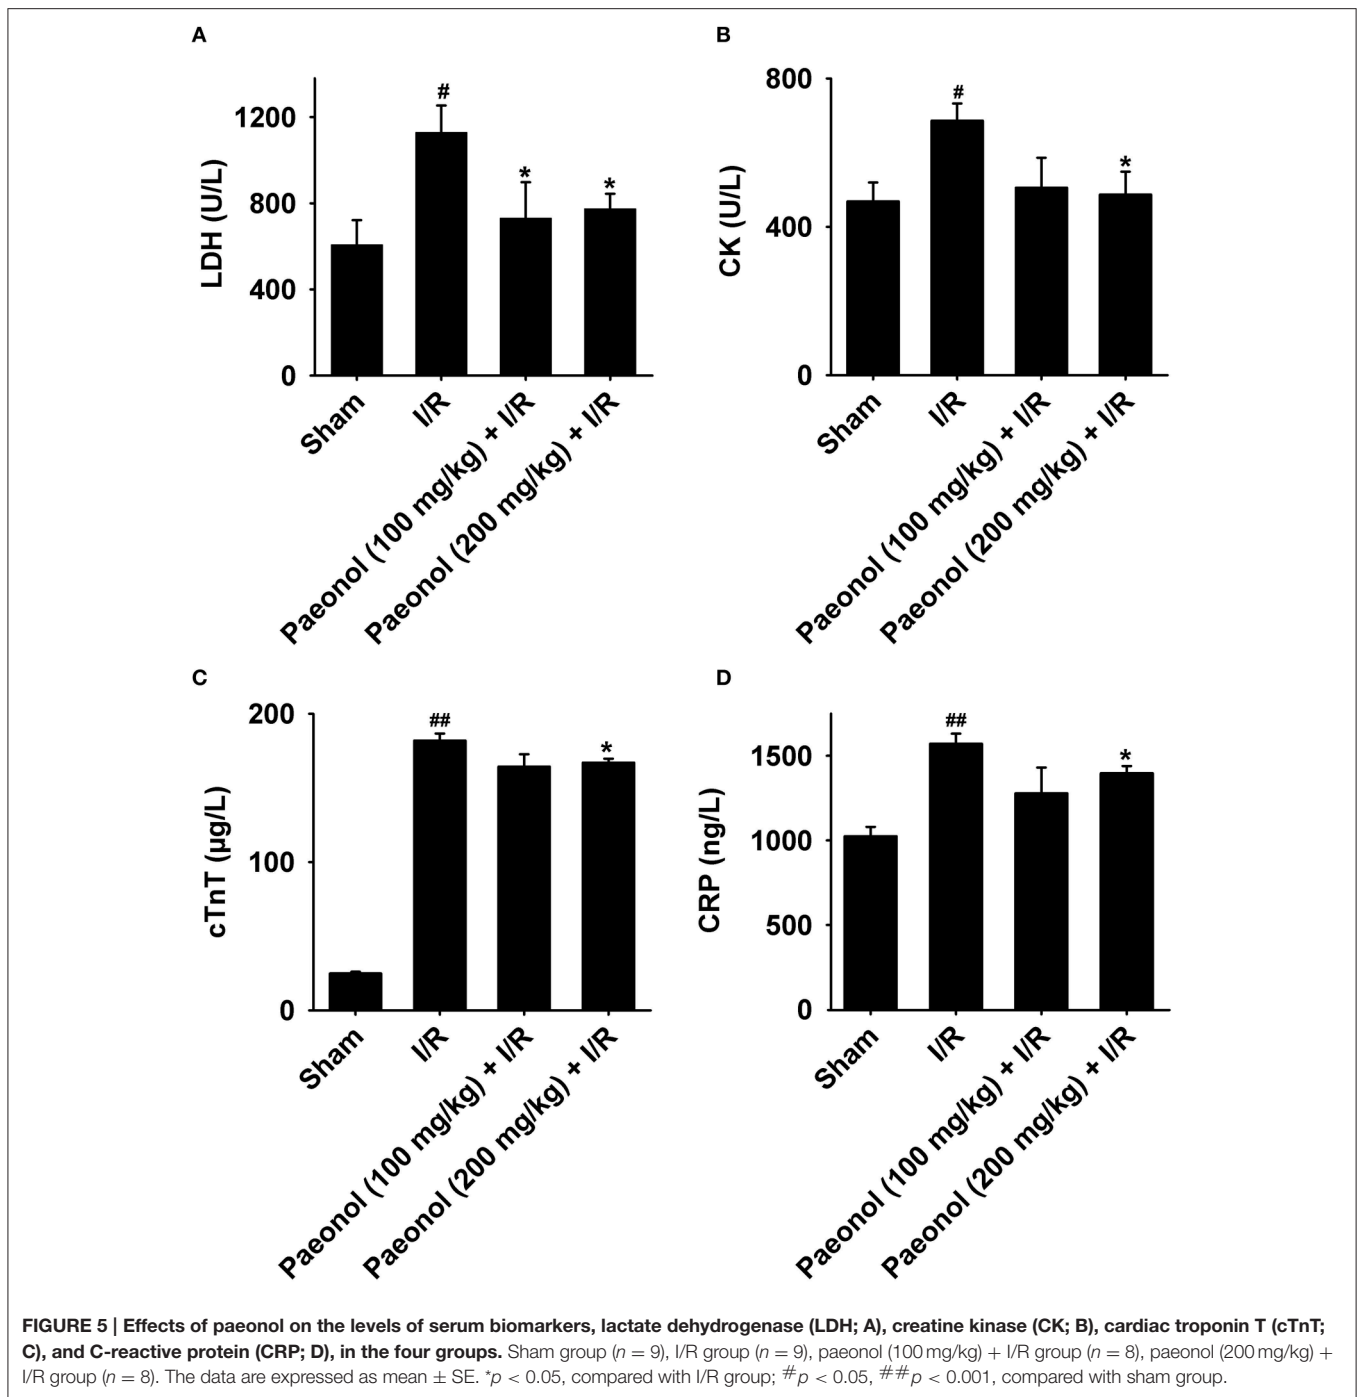 A
LDH (U/L)
1200
800
400
0
#
*
*
Sham
I/R
Paeonol (100 mg/kg) + I/R
Paeonol (200 mg/kg) + I/R
B
CK (U/L)
800
400
0
#
*
Sham
I/R
Paeonol (100 mg/kg) + I/R
Paeonol (200 mg/kg) + I/R
C
cTnT (µg/L)
200
100
0
##
*
Sham
I/R
Paeonol (100 mg/kg) + I/R
Paeonol (200 mg/kg) + I/R
D
CRP (ng/L)
1500
1000
500
0
##
*
Sham
I/R
Paeonol (100 mg/kg) + I/R
Paeonol (200 mg/kg) + I/R
FIGURE 5 | Effects of paeonol on the levels of serum biomarkers, lactate dehydrogenase (LDH; A), creatine kinase (CK; B), cardiac troponin T (cTnT;
C), and C-reactive protein (CRP; D), in the four groups. Sham group (n = 9), I/R group (n = 9), paeonol (100 mg/kg) + I/R group (n = 8), paeonol (200 mg/kg) +
I/R group (n = 8). The data are expressed as mean ± SE. *p < 0.05, compared with I/R group; #p < 0.05, ##p < 0.001, compared with sham group.